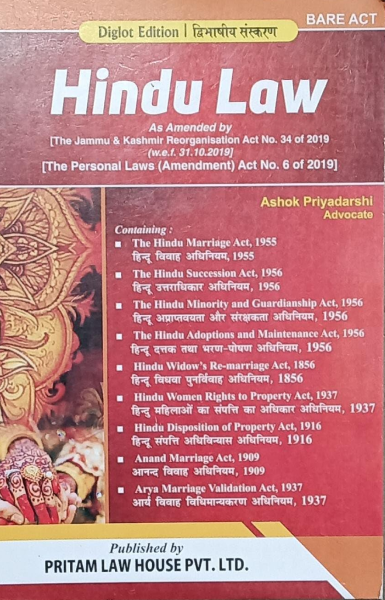 BARE ACT
Diglot Edition | द्विभाषीय संस्करण
Hindu Law
As Amended by
[The Jammu & Kashmir Reorganisation Act No. 34 of 2019
(w.e.f. 31.10.2019]
[The Personal Laws (Amendment) Act No. 6 of 2019]
Ashok Priyadarshi
Advocate
Containing :
The Hindu Marriage Act, 1955
हिन्दू विवाह अधिनियम, 1955
The Hindu Succession Act, 1956
हिन्दू उत्तराधिकार अधिनियम, 1956
The Hindu Minority and Guardianship Act, 1956
हिन्दू अप्राप्तवयता और संरक्षकता अधिनियम, 1956
The Hindu Adoptions and Maintenance Act, 1956
हिन्दू दत्तक तथा भरण-पोषण अधिनियम, 1956
Hindu Widow's Re-marriage Act, 1856
हिन्दू विधवा पुनर्विवाह अधिनियम, 1856
Hindu Women Rights to Property Act, 1937
हिन्दु महिलाओं का संपत्ति का अधिकार अधिनियम, 1937
Hindu Disposition of Property Act, 1916
हिन्दू संपत्ति अधिविन्यास अधिनियम, 1916
Anand Marriage Act, 1909
आनन्द विवाह अधिनियम, 1909
Arya Marriage Validation Act, 1937
आर्य विवाह विधिमान्यकरण अधिनियम, 1937
Published by
PRITAM LAW HOUSE PVT. LTD.